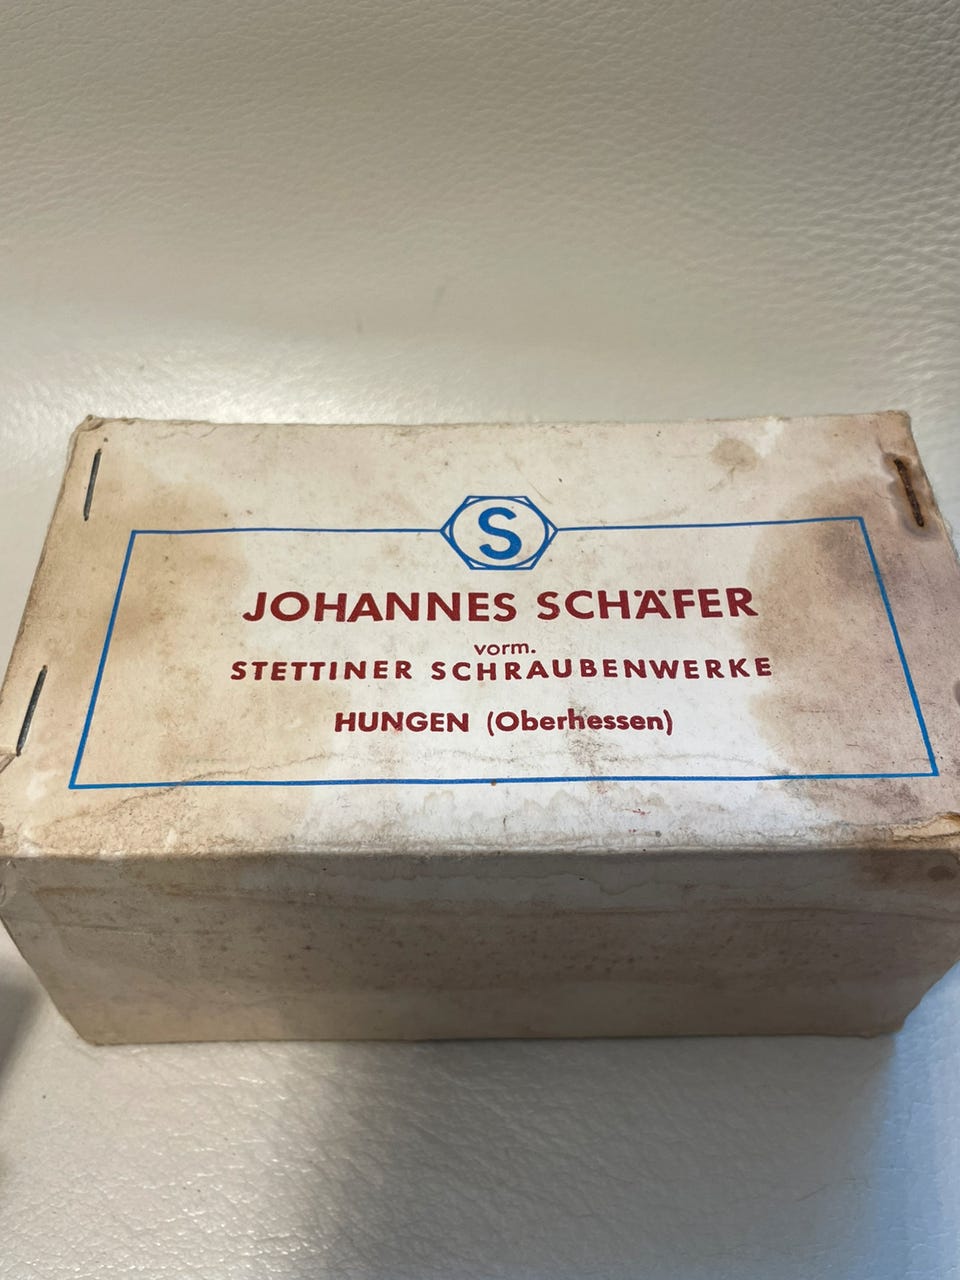 S
JOHANNES SCHÄFER
vorm.
STETTINER SCHRAUBENWERKE
HUNGEN (Oberhessen)